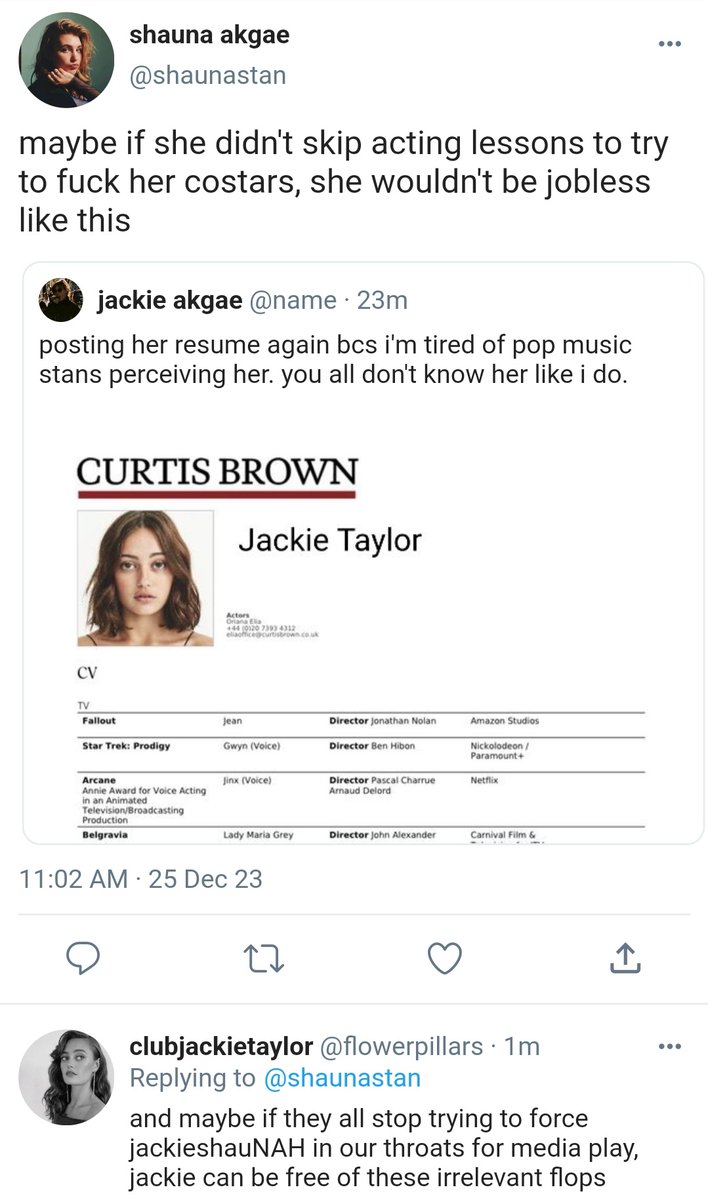 shauna akgae
@shaunastan
maybe if she didn't skip acting lessons to try
to fuck her costars, she wouldn't be jobless
like this
jackie akgae @name · 23m
posting her resume again bcs i'm tired of pop music
stans perceiving her. you all don't know her like i do.
CURTIS BROWN
Jackie Taylor
Actors
Oriana Elia
+44 (0)20 7393 4312
eliaoffice@curtisbrown.co.uk
CV
TV
Fallout Jean Director Jonathan Nolan Amazon Studios
Star Trek: Prodigy Gwyn (Voice) Director Ben Hibon Nickolodeon /
Paramount+
Arcane Jinx (Voice) Director Pascal Charrue Netflix
Annie Award for Voice Acting Arnaud Delord
in an Animated
Television/Broadcasting
Production
Belgravia Lady Maria Grey Director John Alexander Carnival Film &
11:02 AM · 25 Dec 23
clubjackietaylor @flowerpillars · 1m
Replying to @shaunastan
and maybe if they all stop trying to force
jackieshauNAH in our throats for media play,
jackie can be free of these irrelevant flops